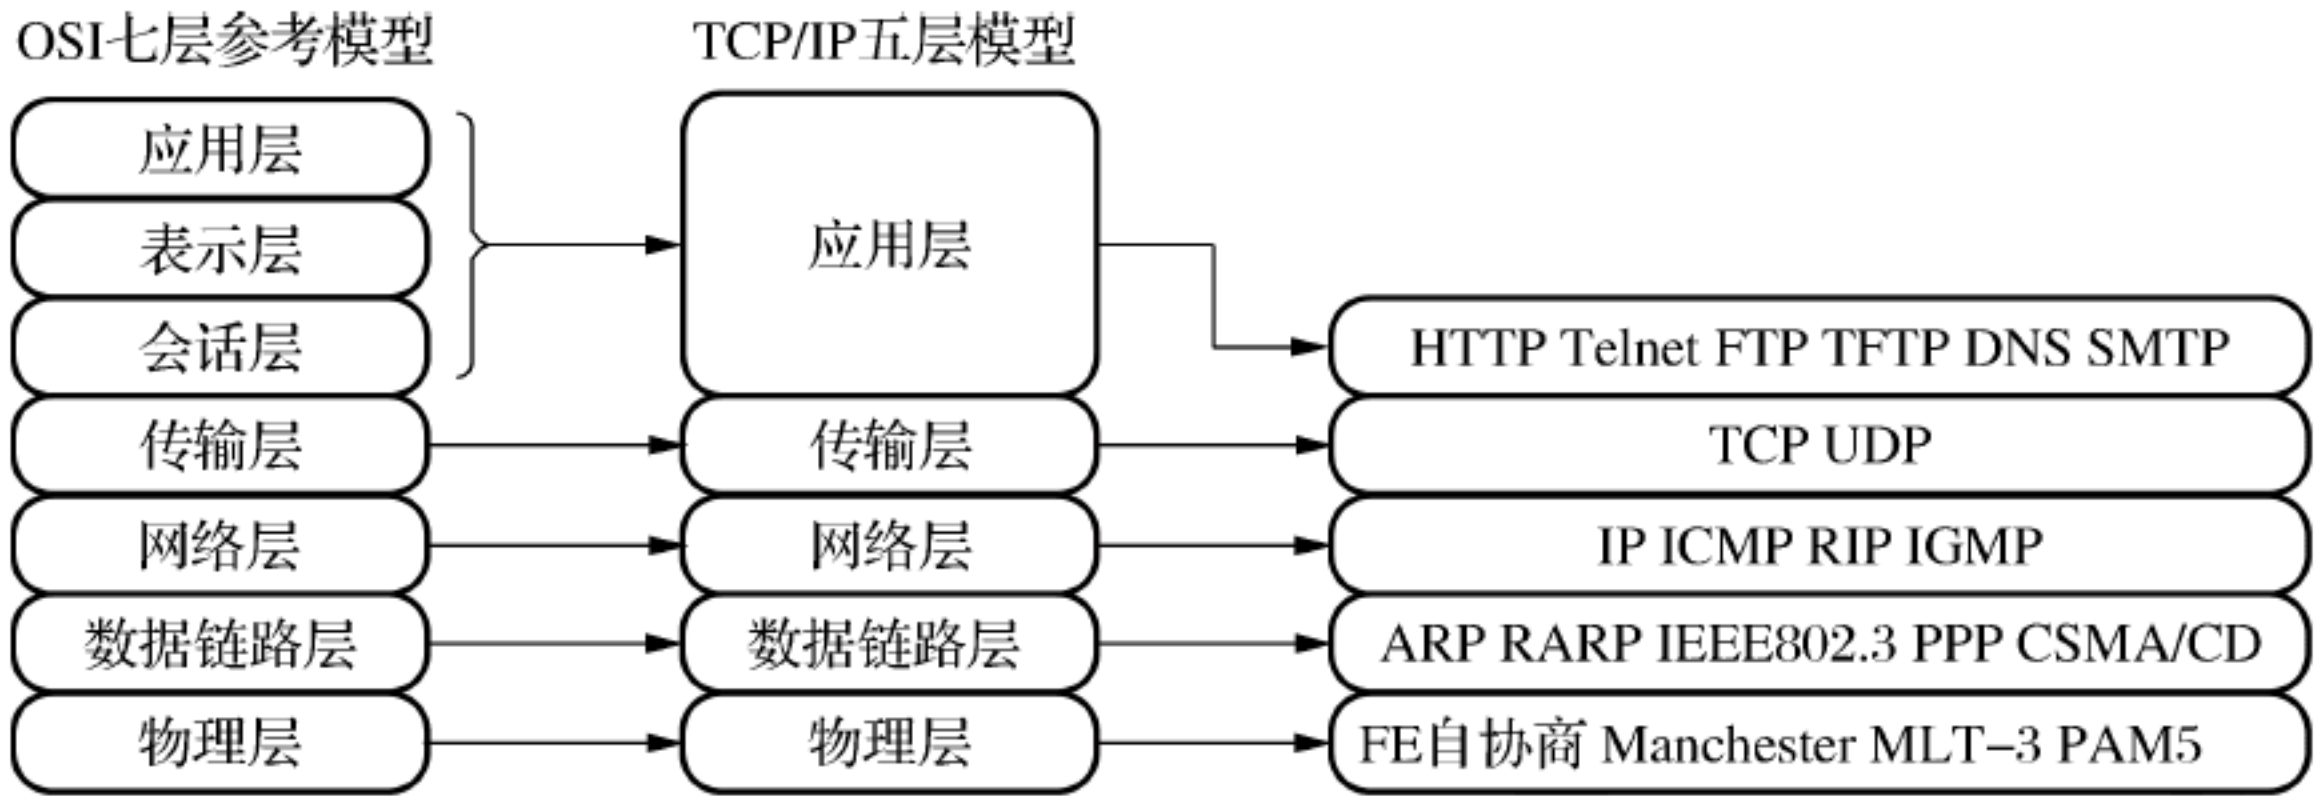 OSI七层参考模型
TCP/IP五层模型
应用层
表示层
会话层
传输层
网络层
数据链路层
物理层
应用层
传输层
网络层
数据链路层
物理层
HTTP Telnet FTP TFTP DNS SMTP
TCP UDP
IP ICMP RIP IGMP
ARP RARP IEEE802.3 PPP CSMA/CD
FE自协商 Manchester MLT-3 PAM5